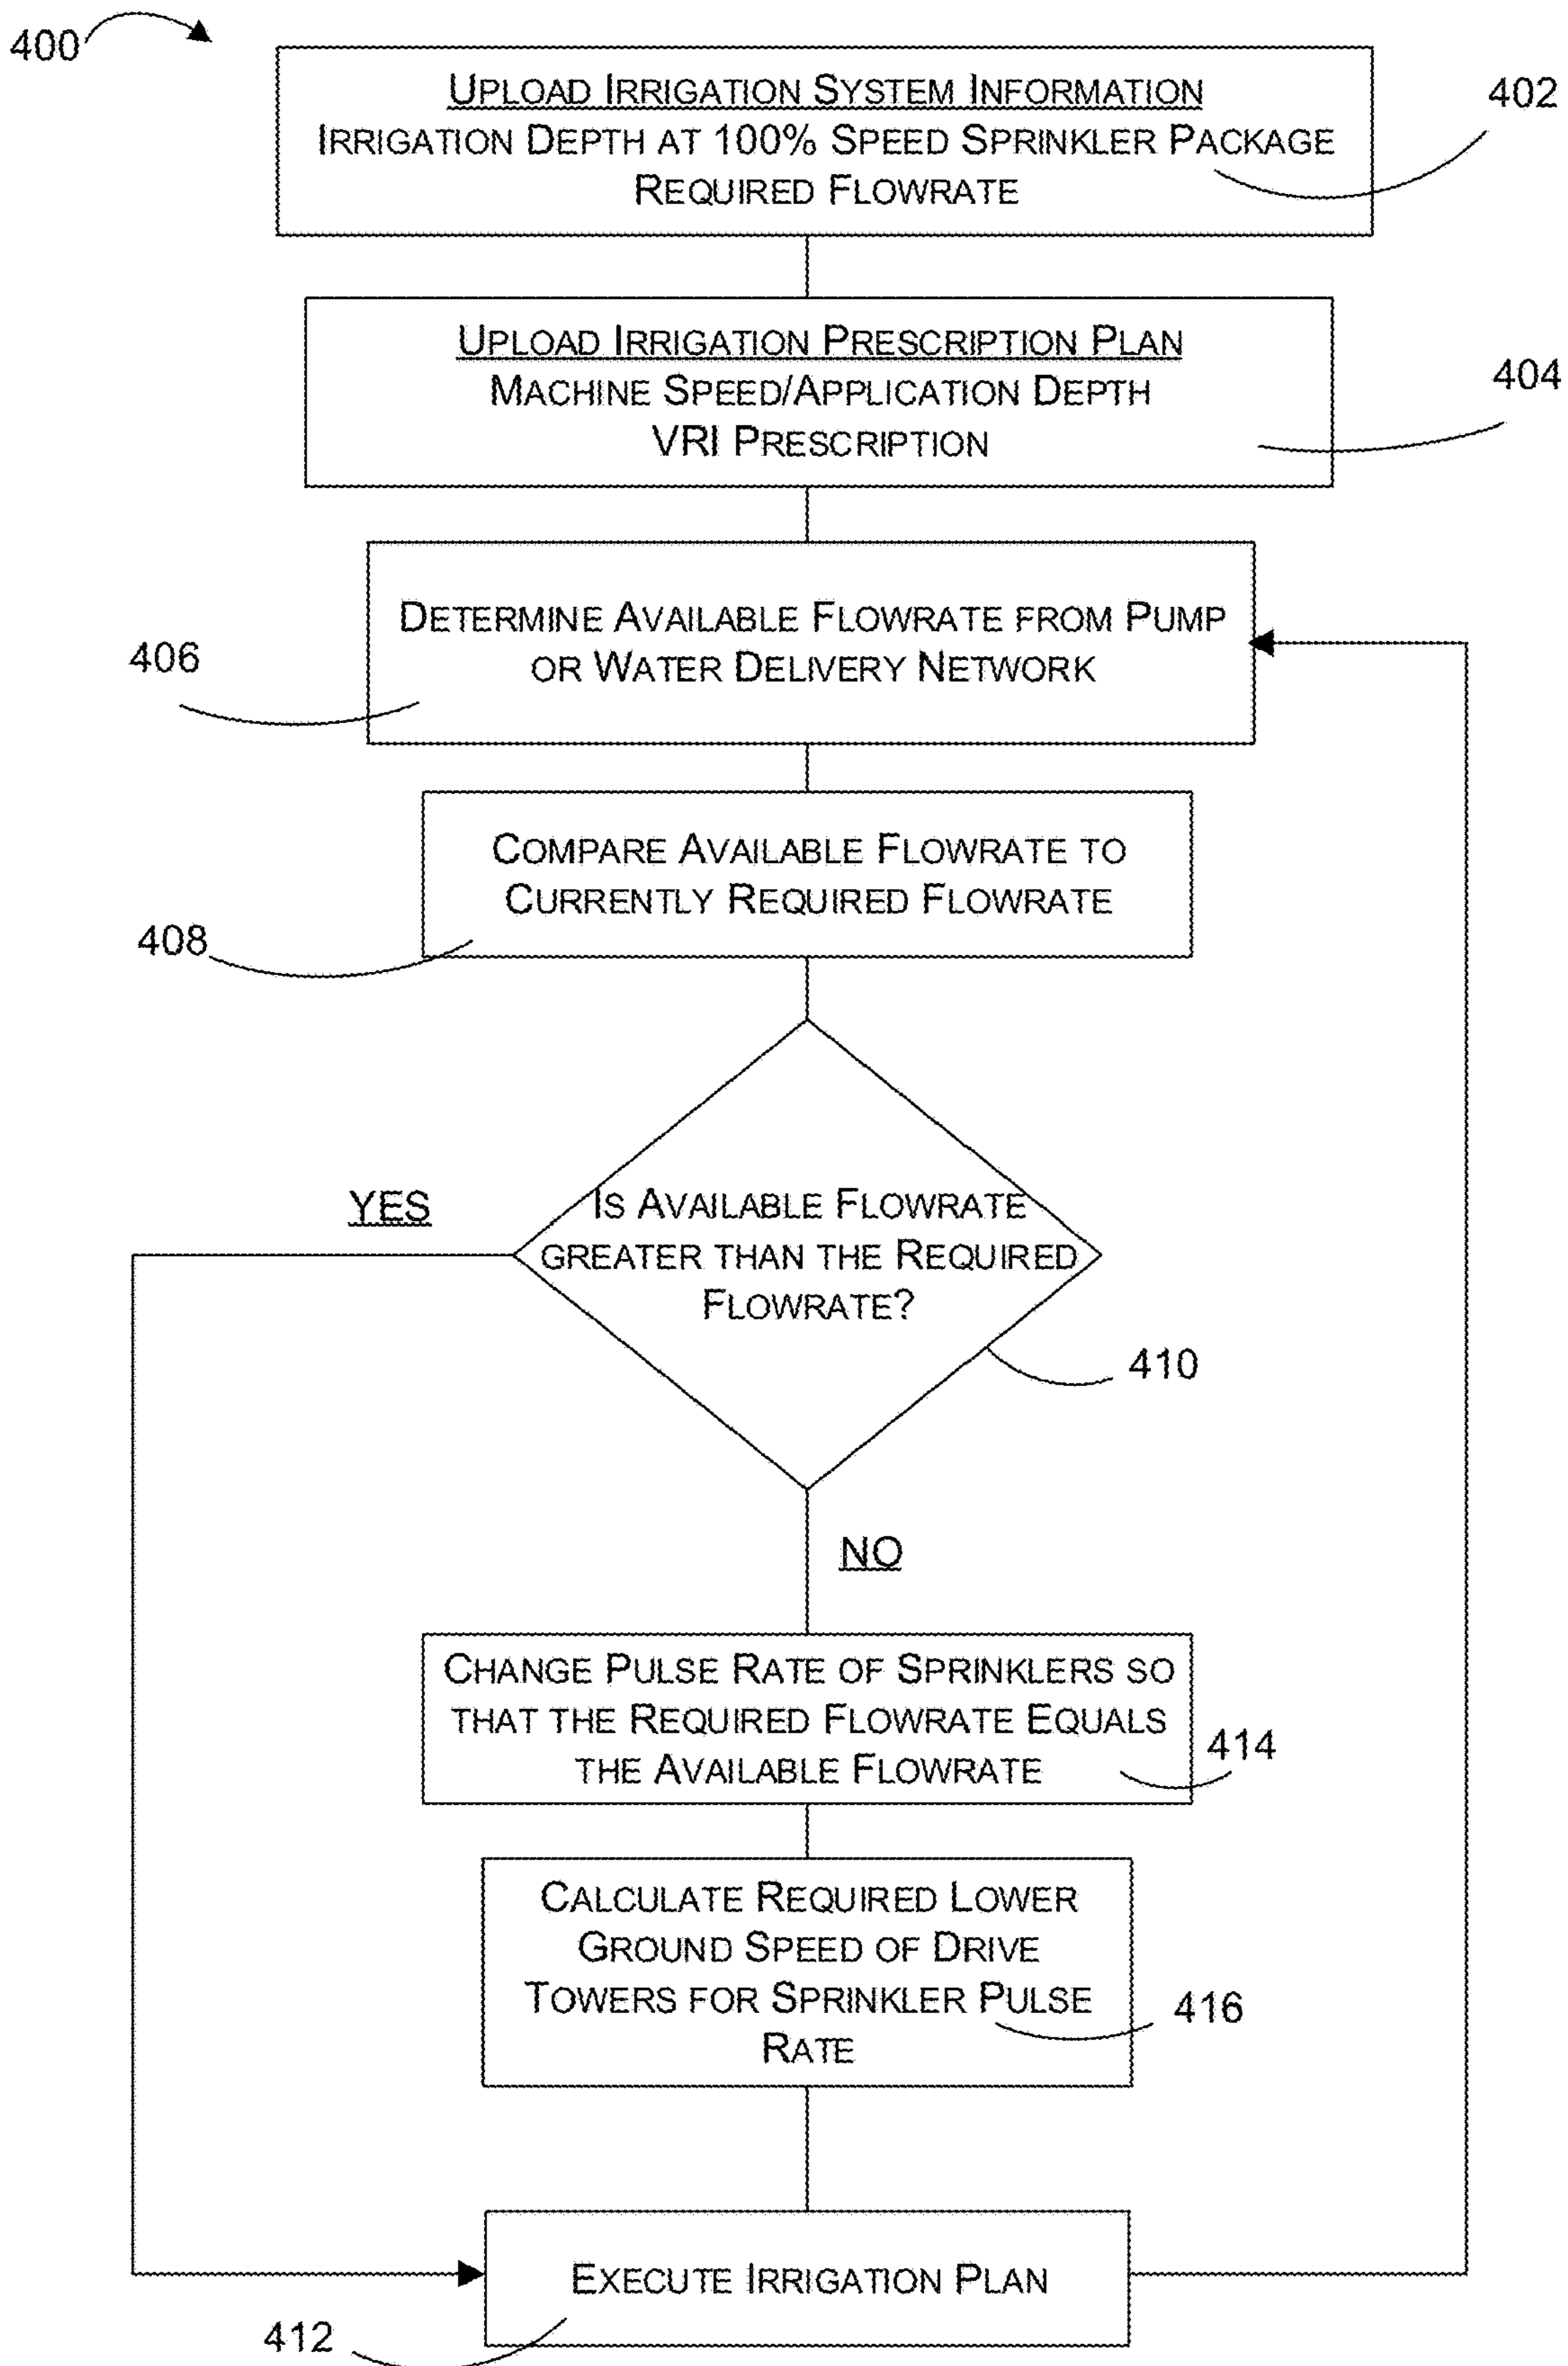 400
UPLOAD IRRIGATION SYSTEM INFORMATION
402
IRRIGATION DEPTH AT 100% SPEED SPRINKLER PACKAGE
REQUIRED FLOWRATE
UPLOAD IRRIGATION PRESCRIPTION PLAN
404
MACHINE SPEED/APPLICATION DEPTH
VRI PRESCRIPTION
DETERMINE AVAILABLE FLOWRATE FROM PUMP
406
OR WATER DELIVERY NETWORK
COMPARE AVAILABLE FLOWRATE TO
CURRENTLY REQUIRED FLOWRATE
408
YES
IS AVAILABLE FLOWRATE
GREATER THAN THE REQUIRED
FLOWRATE?
410
NO
CHANGE PULSE RATE OF SPRINKLERS SO
THAT THE REQUIRED FLOWRATE EQUALS
THE AVAILABLE FLOWRATE
414
CALCULATE REQUIRED LOWER
GROUND SPEED OF DRIVE
TOWERS FOR SPRINKLER PULSE
RATE
416
EXECUTE IRRIGATION PLAN
412